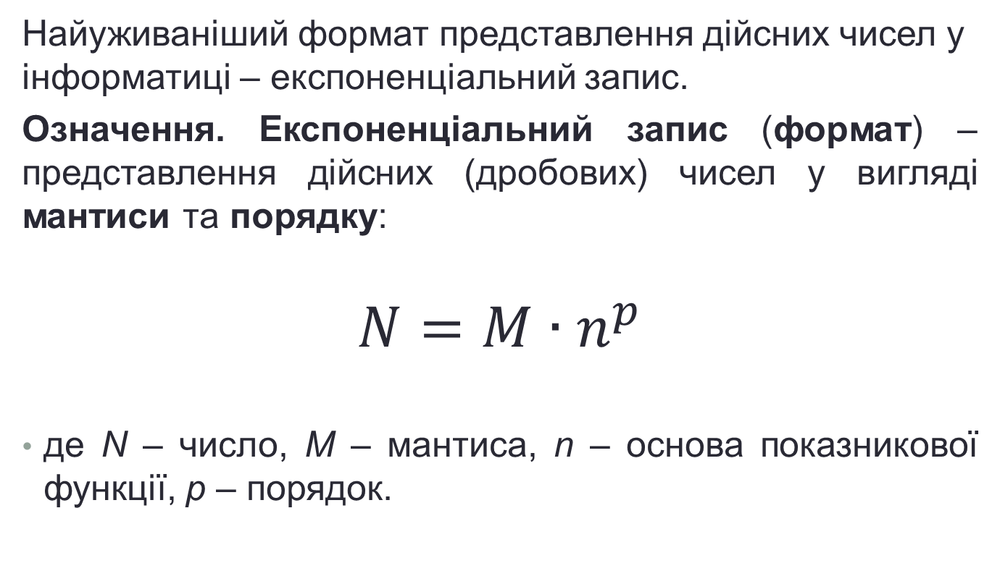 Найуживаніший формат представлення дійсних чисел у
інформатиці – експоненціальний запис.
Означення. Експоненціальний запис (формат) –
представлення дійсних (дробових) чисел у вигляді
мантиси та порядку:
𝑁 = 𝑀 ∙ 𝑛ᵖ
• де N – число, M – мантиса, n – основа показникової
функції, p – порядок.